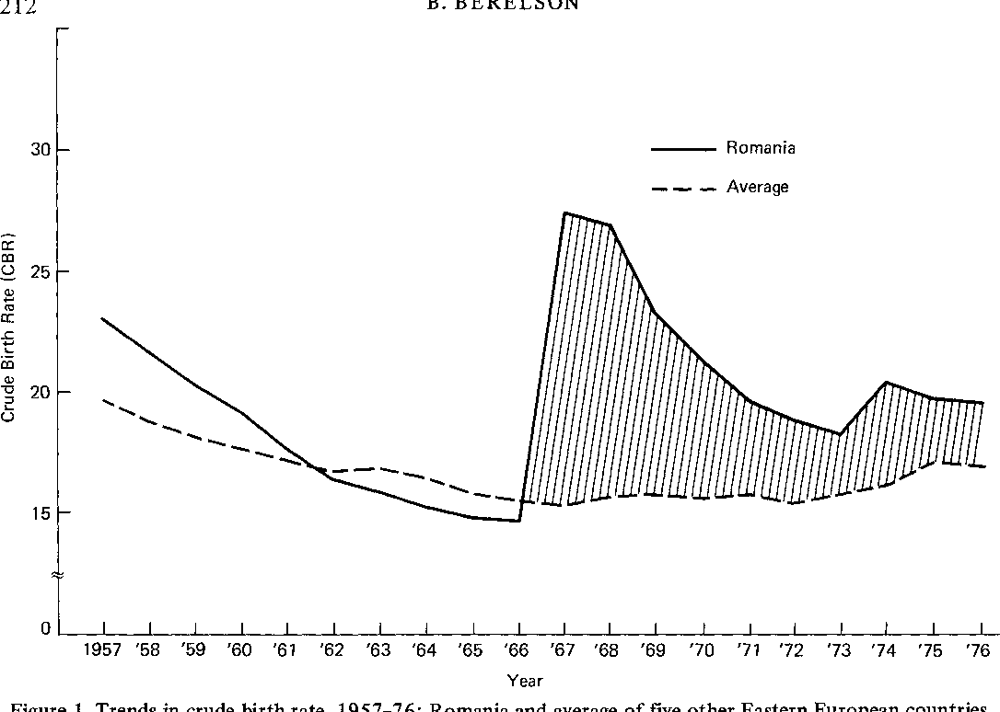 212
B. BERELSON
30
Romania
Average
25
Crude Birth Rate (CBR)
20
15
0
1957 '58 '59 '60 '61 '62 '63 '64 '65 '66 '67 '68 '69 '70 '71 '72 '73 '74 '75 '76
Year
Figure 1. Trends in crude birth rate, 1957–76: Romania and average of five other Eastern European countries